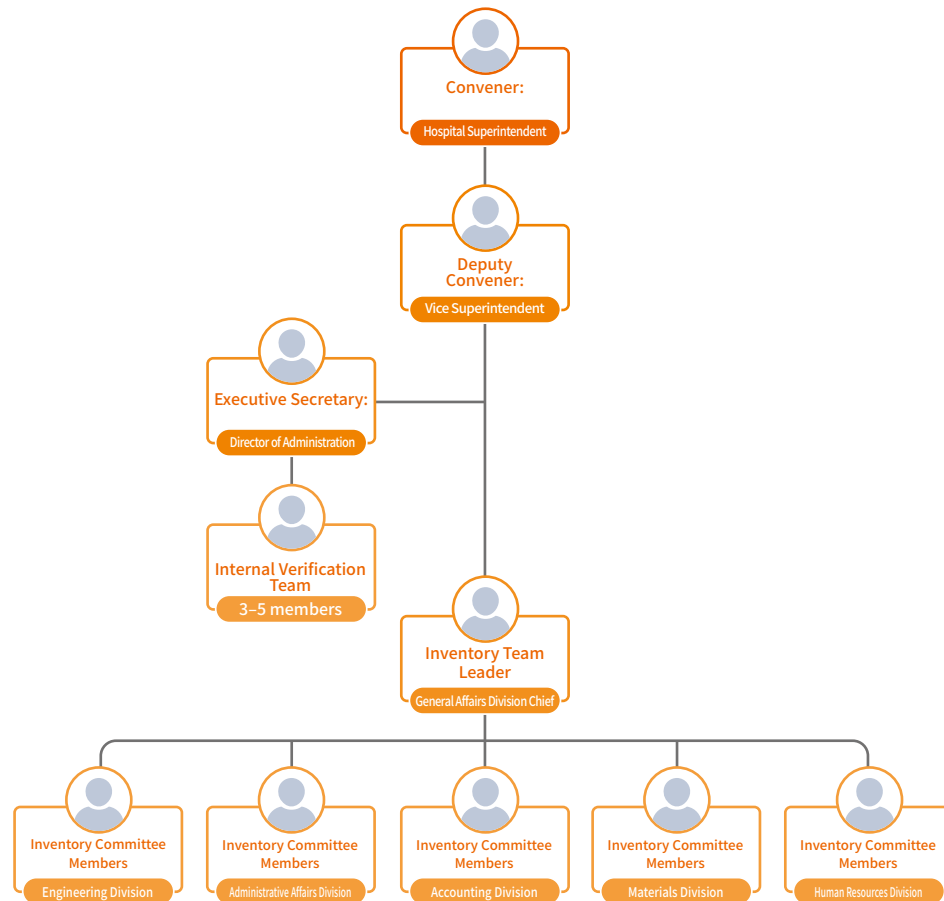 Convener:
Hospital Superintendent
Deputy
Convener:
Vice Superintendent
Executive Secretary:
Director of Administration
Internal Verification
Team
3–5 members
Inventory Team
Leader
General Affairs Division Chief
Inventory Committee
Members
Engineering Division
Inventory Committee
Members
Administrative Affairs Division
Inventory Committee
Members
Accounting Division
Inventory Committee
Members
Materials Division
Inventory Committee
Members
Human Resources Division